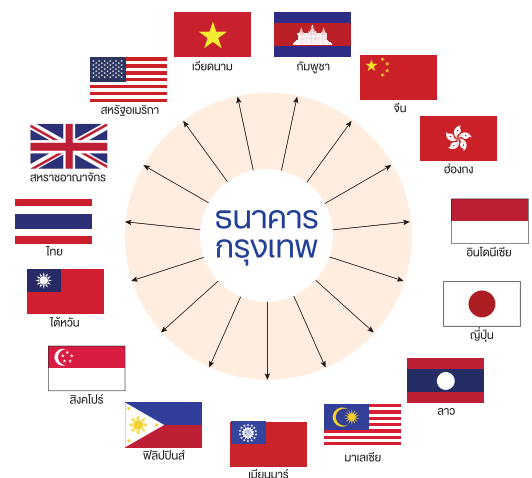 เวียดนาม
กัมพูชา
สหรัฐอเมริกา
จีน
สหราชอาณาจักร
ฮ่องกง
ธนาคาร
กรุงเทพ
ไทย
อินโดนีเซีย
ไต้หวัน
ญี่ปุ่น
สิงคโปร์
ลาว
ฟิลิปปินส์
เมียนมาร์
มาเลเซีย